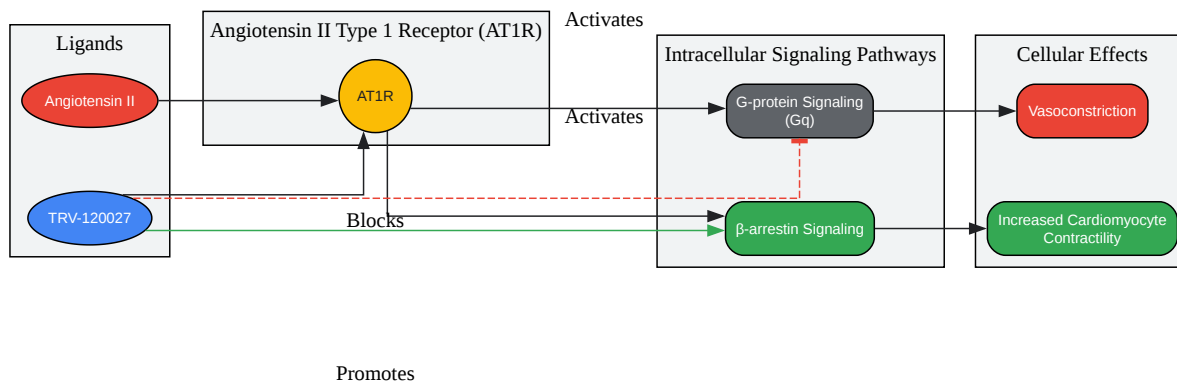 Ligands
Angiotensin II
TRV-120027
Angiotensin II Type 1 Receptor (AT1R)
AT1R
Activates
Activates
Blocks
Promotes
Intracellular Signaling Pathways
G-protein Signaling
(Gq)
β-arrestin Signaling
Cellular Effects
Vasoconstriction
Increased Cardiomyocyte
Contractility